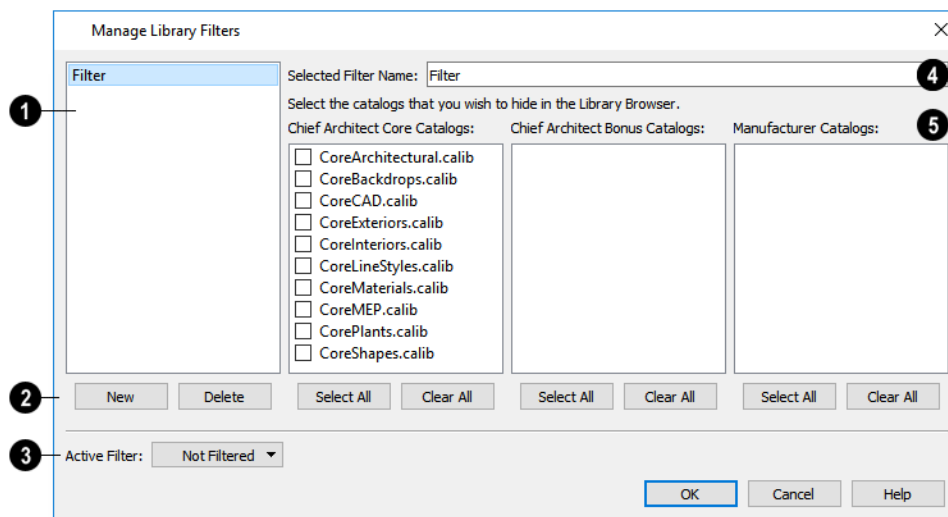 Manage Library Filters
Filter
Selected Filter Name: Filter
4
1
Select the catalogs that you wish to hide in the Library Browser.
Chief Architect Core Catalogs: Chief Architect Bonus Catalogs: Manufacturer Catalogs:
5
CoreArchitectural.calib
CoreBackdrops.calib
CoreCAD.calib
CoreExteriors.calib
CoreInteriors.calib
CoreLineStyles.calib
CoreMaterials.calib
CoreMEP.calib
CorePlants.calib
CoreShapes.calib
2
New Delete Select All Clear All Select All Clear All Select All Clear All
3
Active Filter: Not Filtered
OK Cancel Help